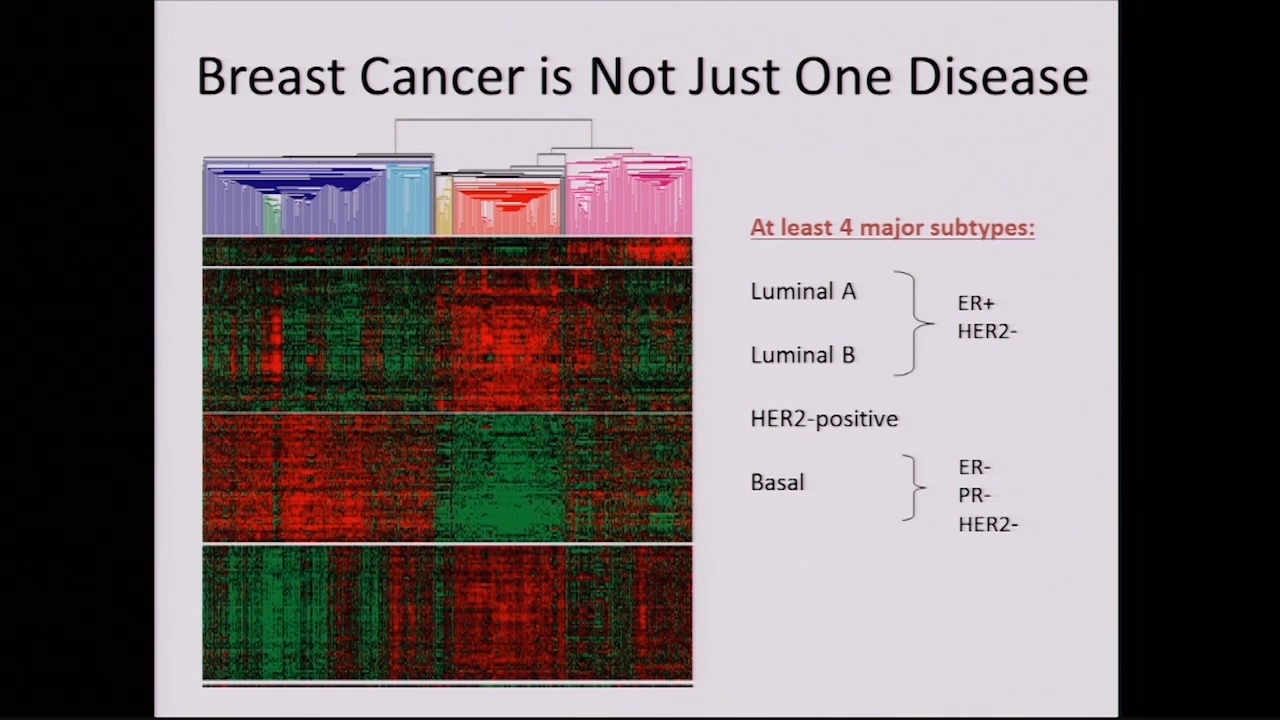 Breast Cancer is Not Just One Disease
At least 4 major subtypes:
Luminal A
Luminal B
ER+
HER2-
HER2-positive
Basal
ER-
PR-
HER2-